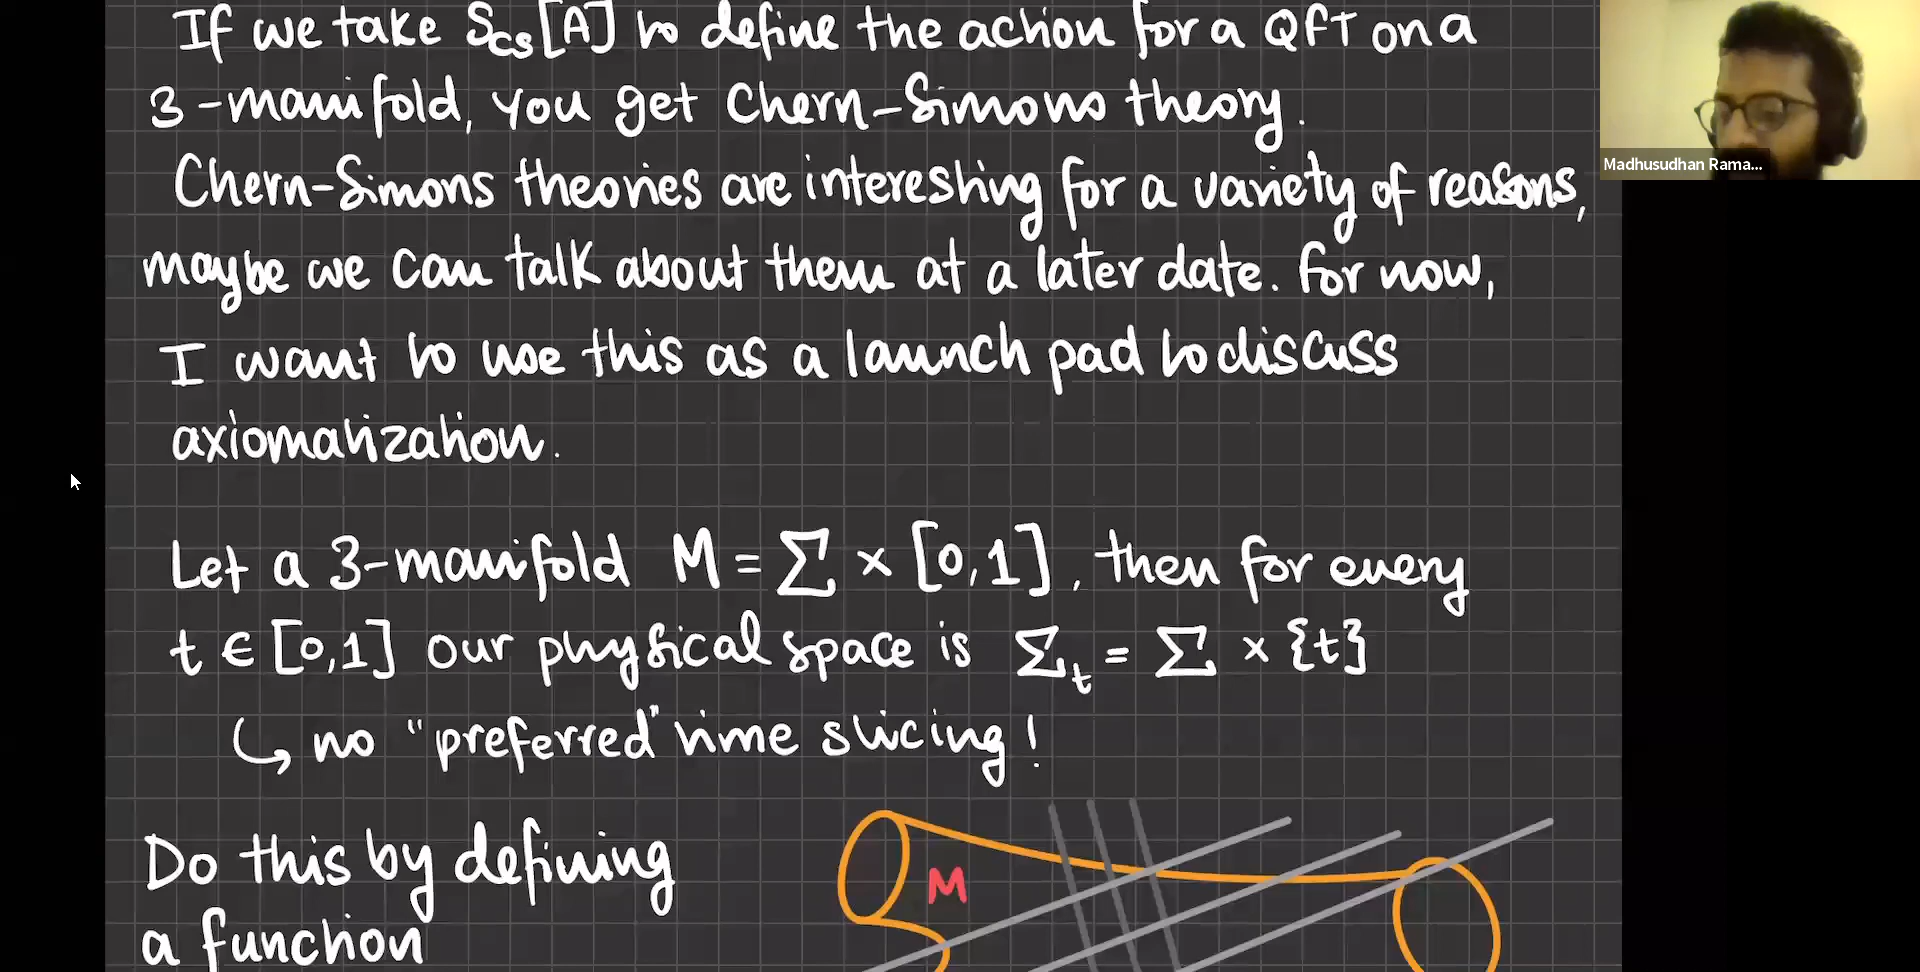 If we take S_CS[A] to define the action for a QFT on a
3-manifold, you get Chern-Simons theory.
Chern-Simons theories are interesting for a variety of reasons,
maybe we can talk about them at a later date. For now,
I want to use this as a launch pad to discuss
axiomatization.
Let a 3-manifold M = Σ × [0,1], then for every
t ∈ [0,1] our physical space is Σ_t = Σ × {t}
↪ no "preferred" time slicing!
Do this by defining
a function
M
Madhusudhan Rama...